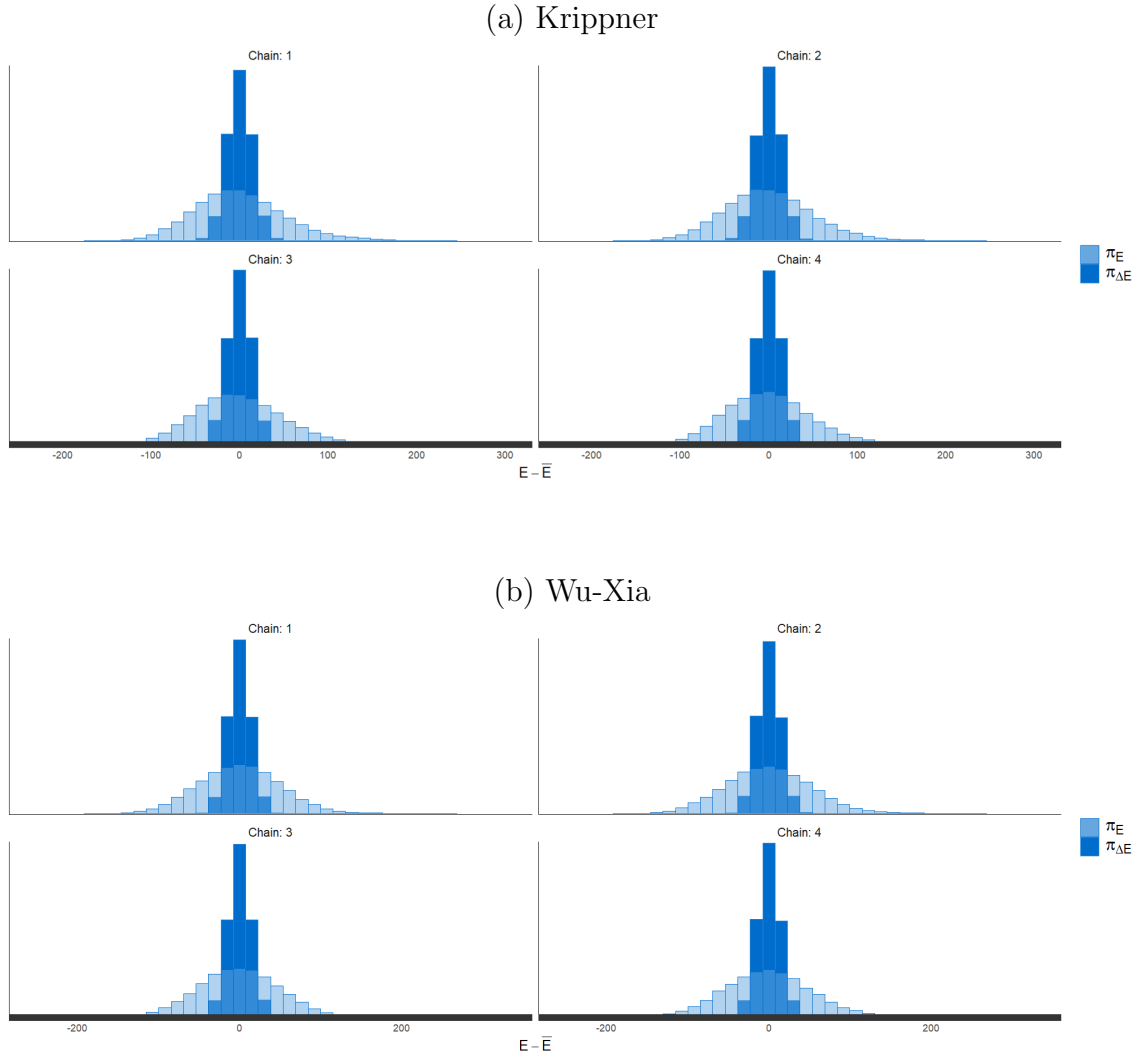 (a) Krippner
Chain: 1 Chain: 2
Chain: 3 Chain: 4
π_E
π_ΔE
-200 -100 0 100 200 300 -200 -100 0 100 200 300
E − E̅
(b) Wu-Xia
Chain: 1 Chain: 2
Chain: 3 Chain: 4
π_E
π_ΔE
-200 0 200 -200 0 200
E − E̅